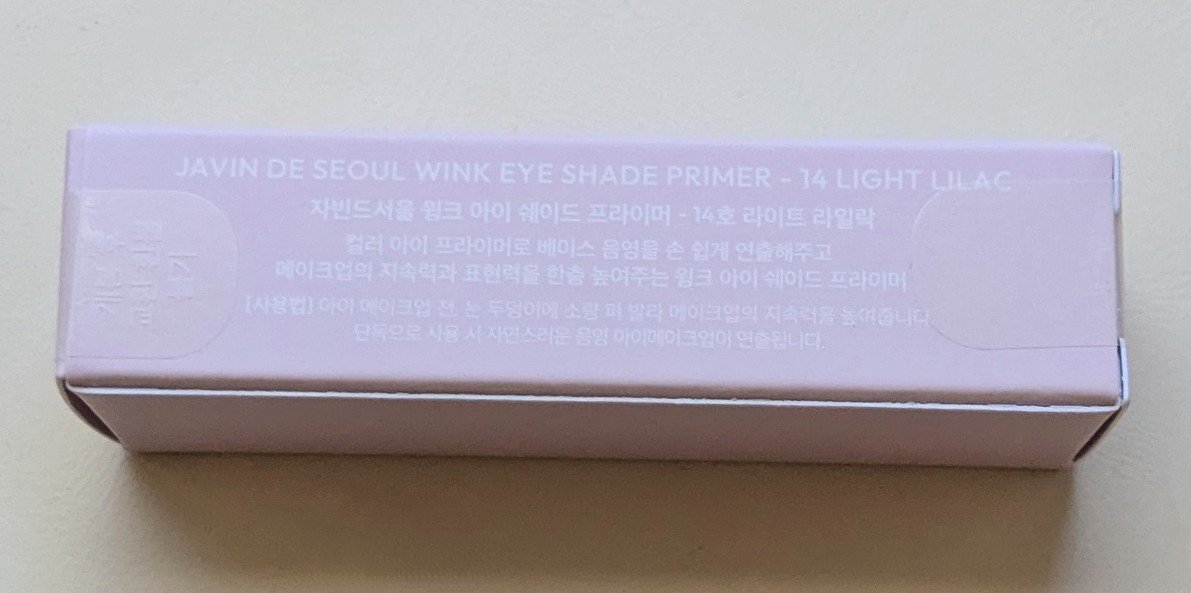 JAVIN DE SEOUL WINK EYE SHADE PRIMER - 14 LIGHT LILAC
자빈드서울 윙크 아이 쉐이드 프라이머 - 14호 라이트 라일락
컬러 아이 프라이머로 베이스 음영을 손 쉽게 연출해주고
메이크업의 지속력과 표현력을 한층 높여주는 윙크 아이 쉐이드 프라이머
[사용법] 아이 메이크업 전, 눈 두덩이에 소량 펴 발라 메이크업의 지속력을 높여줍니다.
단독으로 사용 시 자연스러운 음영 아이메이크업이 연출됩니다.